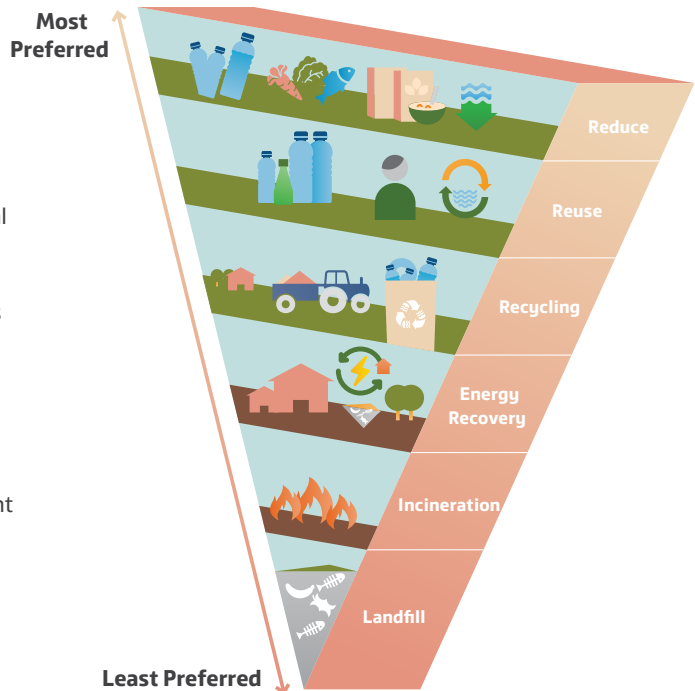 Most
Preferred
Reduce
Reuse
Recycling
Energy
Recovery
Incineration
Landfill
Least Preferred